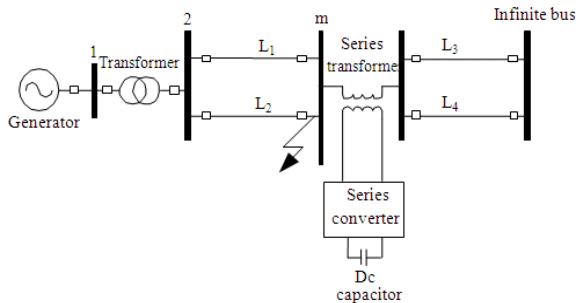 Infinite bus
2
m
1
Transformer
L1
Series
transformer
L3
L2
L4
Generator
Series
converter
Dc
capacitor